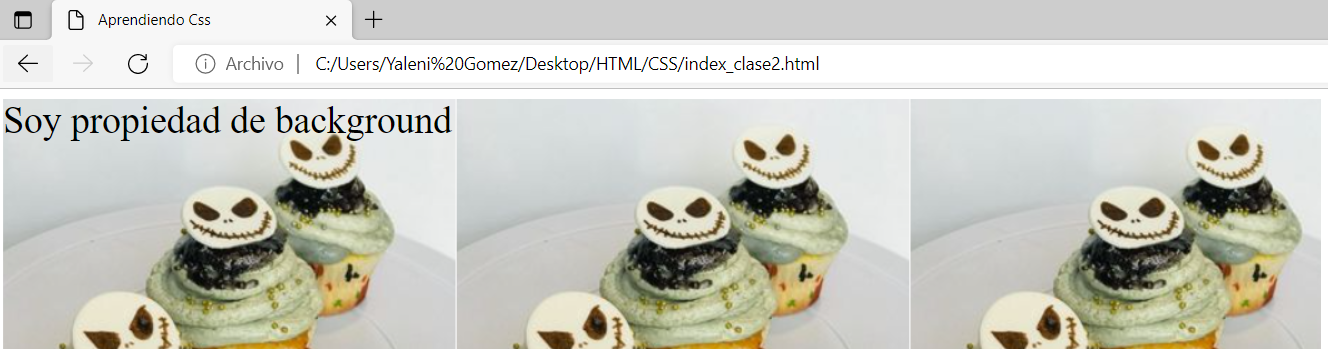 Aprendiendo Css
Archivo | C:/Users/Yaleni%20Gomez/Desktop/HTML/CSS/index_clase2.html
Soy propiedad de background